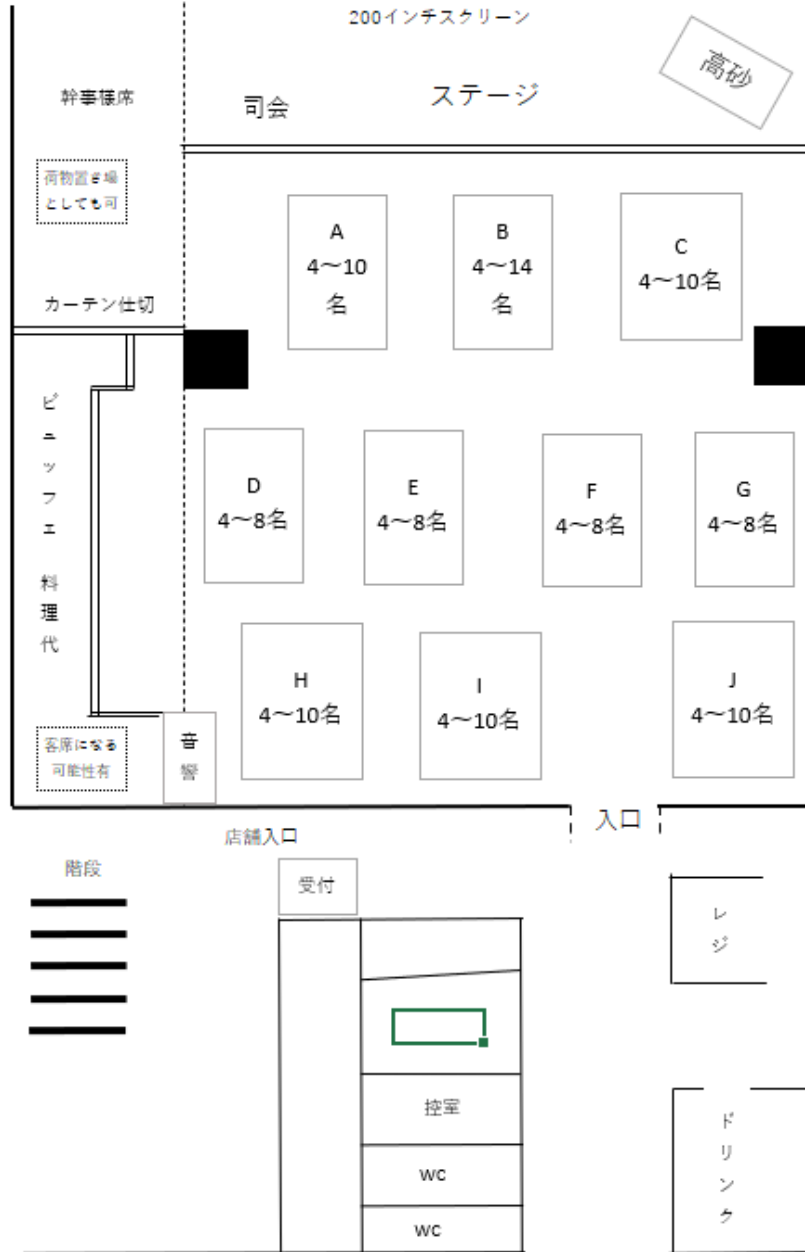 200インチスクリーン
高砂
幹事様席
司会
ステージ
荷物置き場
としても可
A
4～10
名
B
4～14
名
C
4～10名
カーテン仕切
ビュッフェ 料理代
D
4～8名
E
4～8名
F
4～8名
G
4～8名
H
4～10名
I
4～10名
J
4～10名
音響
客席になる
可能性有
入口
店舗入口
階段
受付
レジ
控室
WC
WC
ドリンク